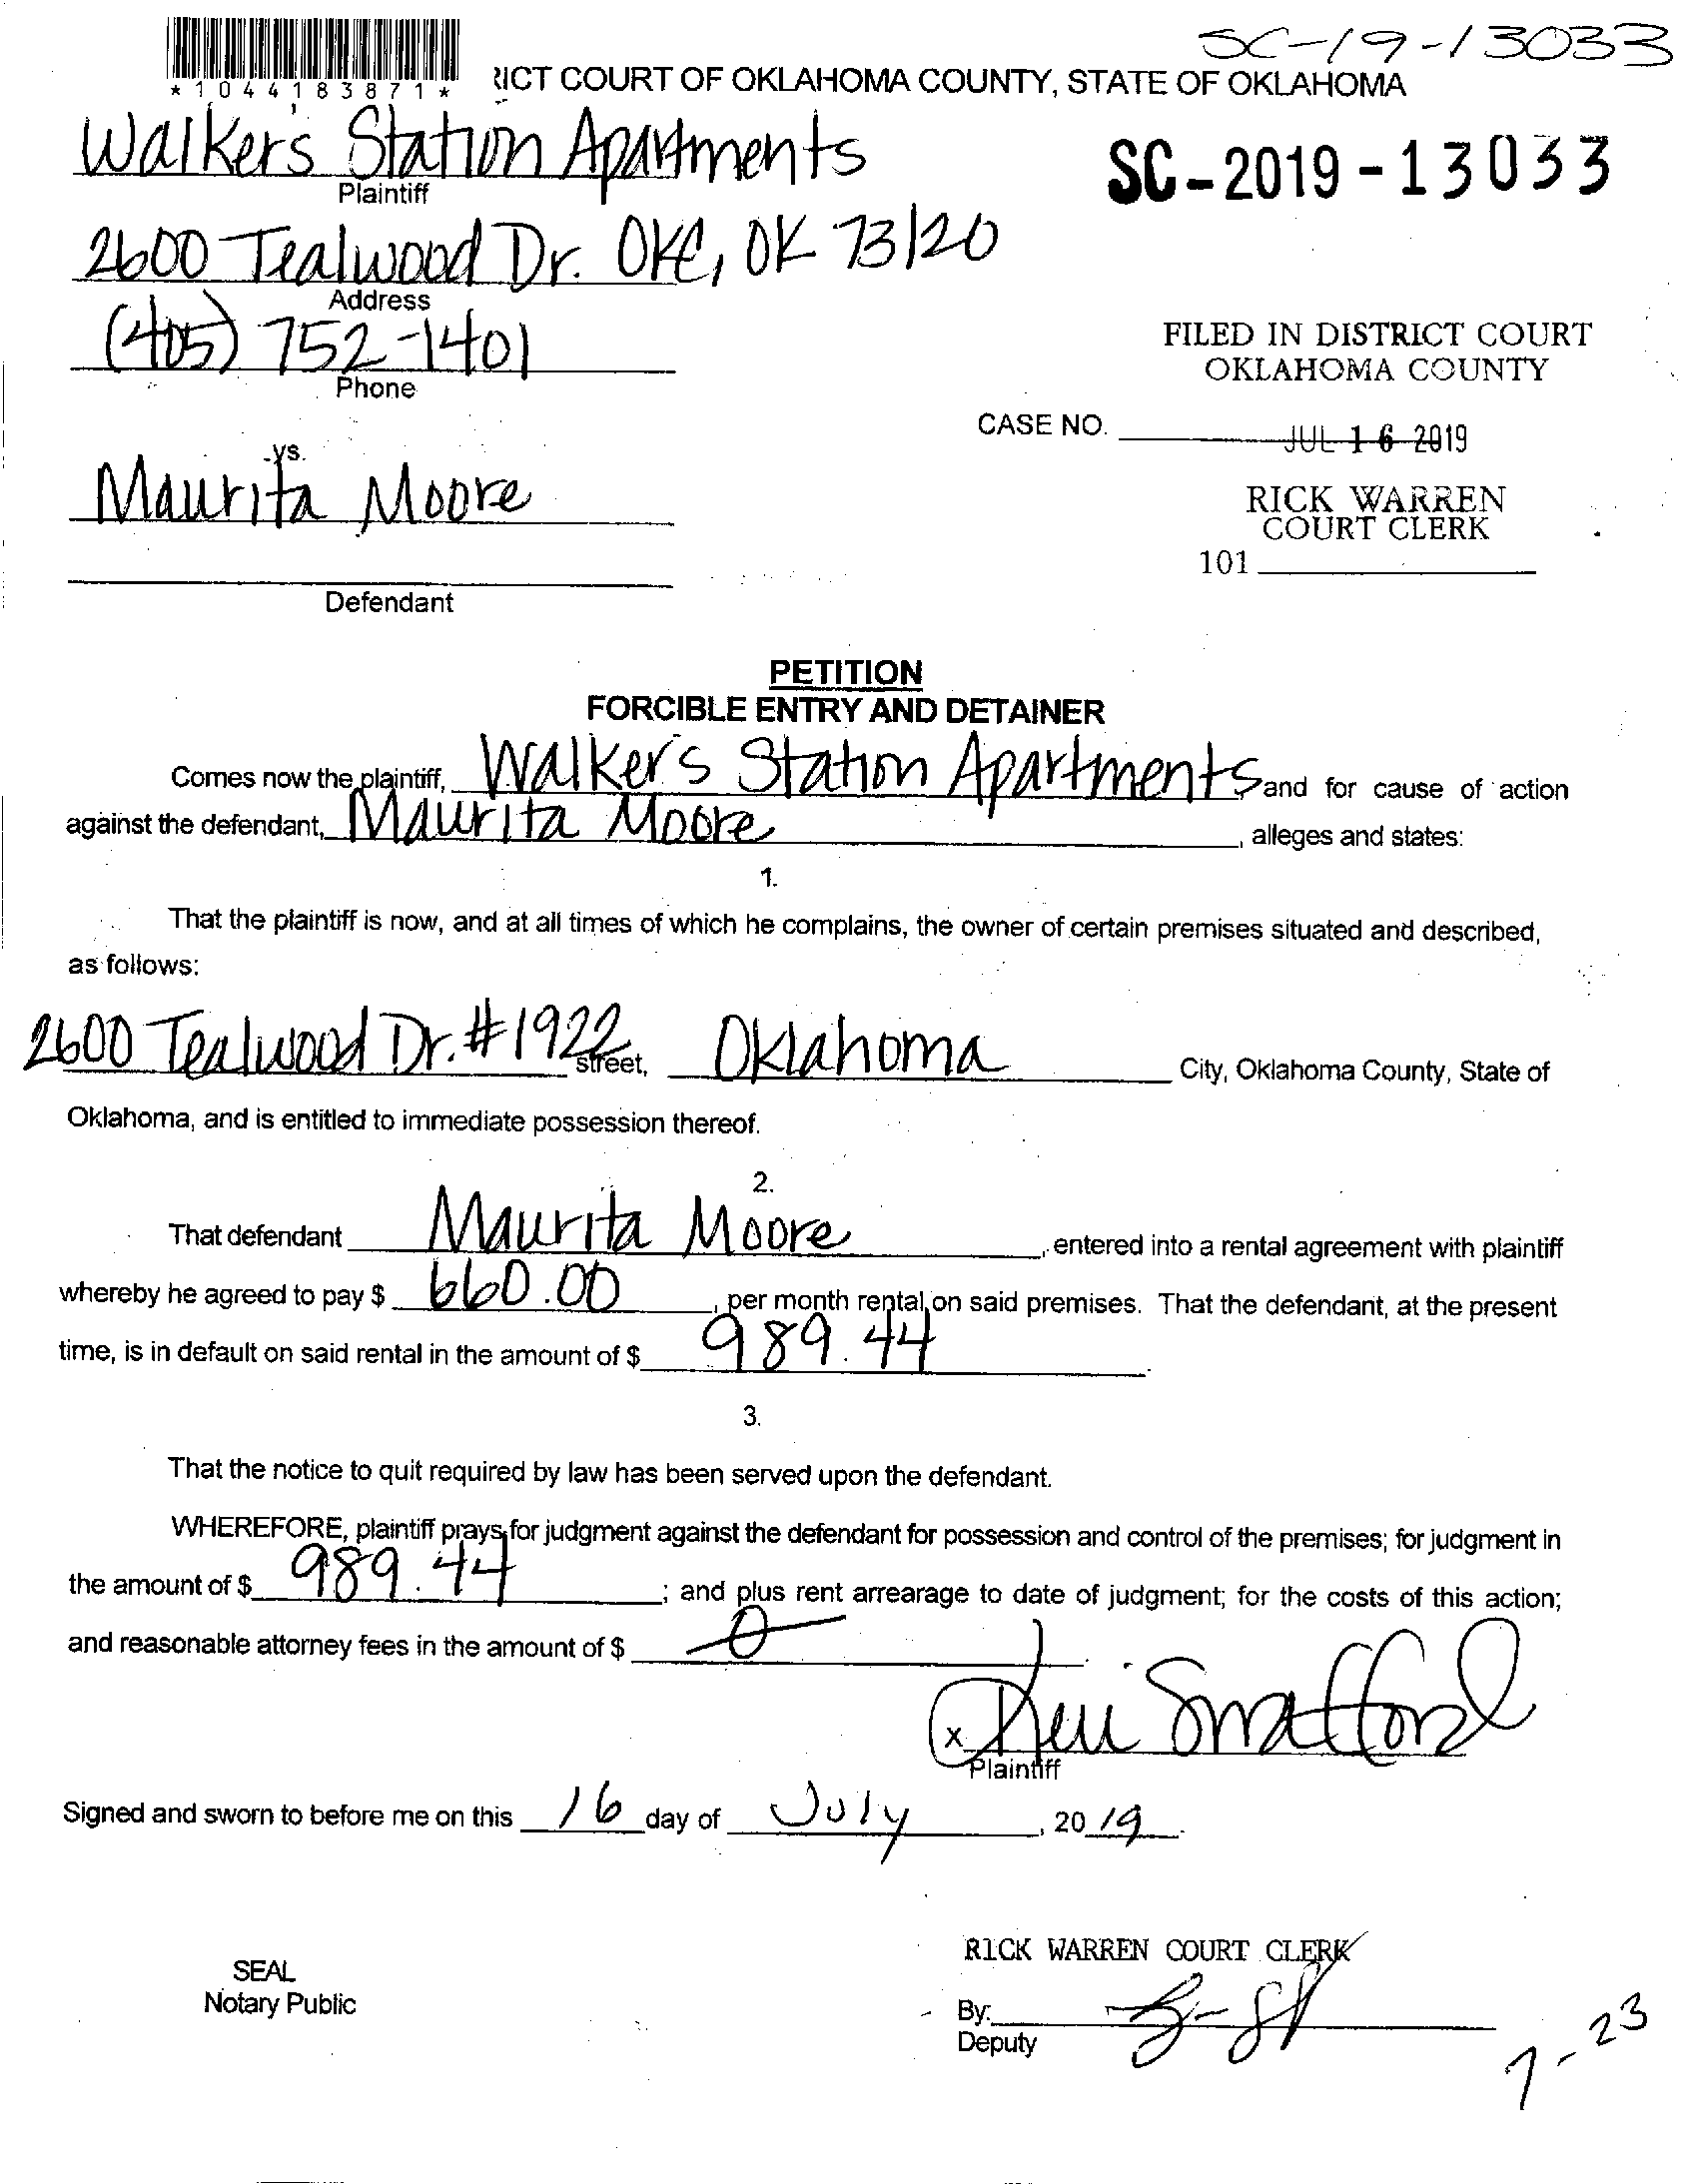 SC-19-13033
*1044183871*
RICT COURT OF OKLAHOMA COUNTY, STATE OF OKLAHOMA
Walker's Station Apartments
Plaintiff
SC-2019-13033
2600 Tealwood Dr. OKC, OK 73120
Address
(405) 752-1401
Phone
FILED IN DISTRICT COURT
OKLAHOMA COUNTY
CASE NO.
JUL 16 2019
vs.
Maurita Moore
RICK WARREN
COURT CLERK
101
Defendant
PETITION
FORCIBLE ENTRY AND DETAINER
Comes now the plaintiff, Walker's Station Apartments and for cause of action
against the defendant, Maurita Moore, alleges and states:
1.
That the plaintiff is now, and at all times of which he complains, the owner of certain premises situated and described,
as follows:
2600 Tealwood Dr. #1922 street, Oklahoma City, Oklahoma County, State of
Oklahoma, and is entitled to immediate possession thereof.
2.
That defendant Maurita Moore, entered into a rental agreement with plaintiff
whereby he agreed to pay $ 660.00, per month rental on said premises. That the defendant, at the present
time, is in default on said rental in the amount of $ 989.44.
3.
That the notice to quit required by law has been served upon the defendant.
WHEREFORE, plaintiff prays for judgment against the defendant for possession and control of the premises; for judgment in
the amount of $ 989.44; and plus rent arrearage to date of judgment; for the costs of this action;
and reasonable attorney fees in the amount of $ 0.
x
Plaintiff
Signed and sworn to before me on this 16 day of July, 2019.
RICK WARREN COURT CLERK
SEAL
Notary Public
By:
Deputy
7-23